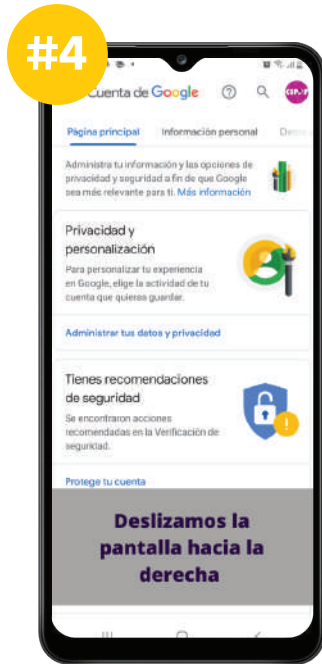 #4
Cuenta de Google
Página principal Información personal
Administra tu información y las opciones de
privacidad y seguridad a fin de que Google
sea más relevante para ti. Más información
Privacidad y
personalización
Para personalizar tu experiencia
en Google, elige la actividad de tu
cuenta que quieras guardar.
Administrar tus datos y privacidad
Tienes recomendaciones
de seguridad
Se encontraron acciones
recomendadas en la Verificación de
seguridad.
Protege tu cuenta
Deslizamos la
pantalla hacia la
derecha